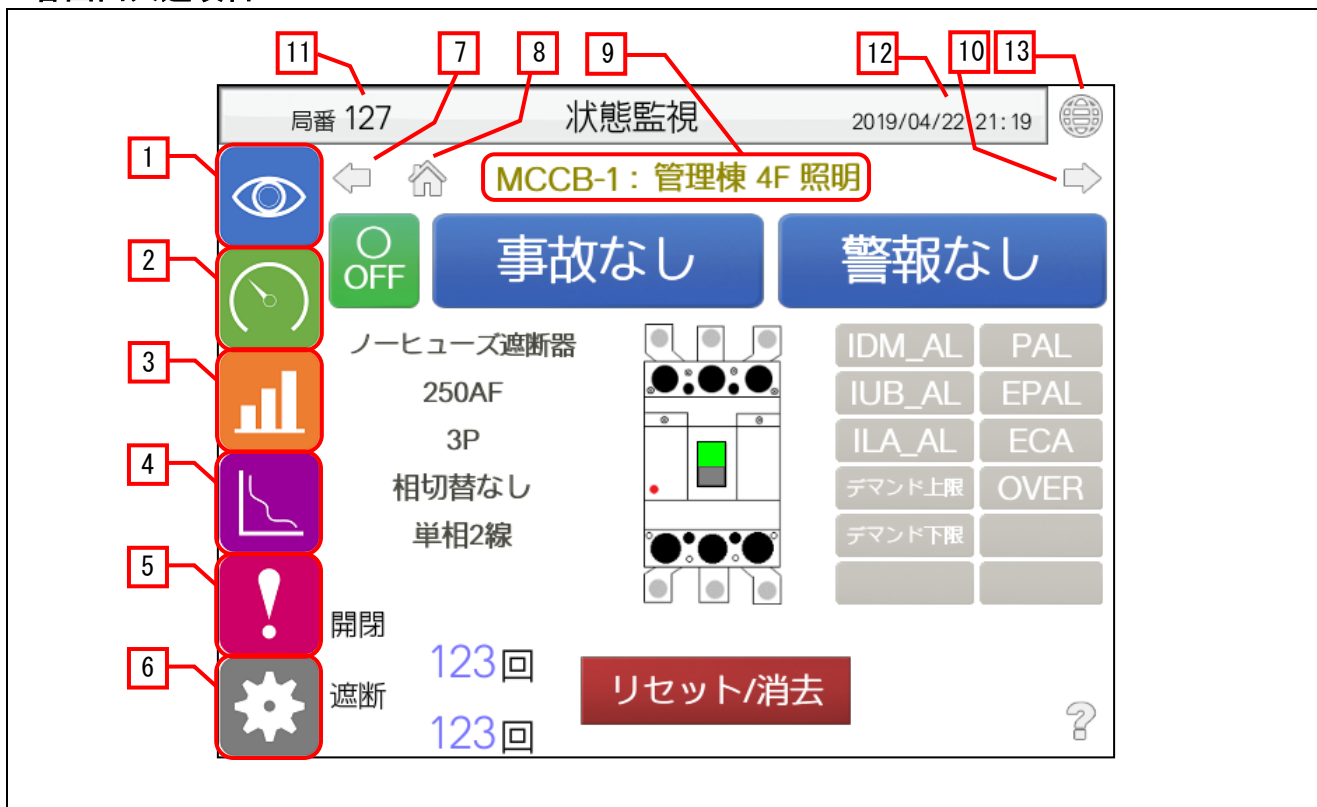 11 7 8 9 12 10 13
局番 127 状態監視 2019/04/22 21:19
1
MCCB-1: 管理棟 4F 照明
2
OFF 事故なし 警報なし
3
ノーヒューズ遮断器 IDM_AL PAL
250AF IUB_AL EPAL
3P ILA_AL ECA
4
相切替なし デマンド上限 OVER
単相2線 デマンド下限
5
開閉
123回
6
遮断 リセット/消去
123回
?